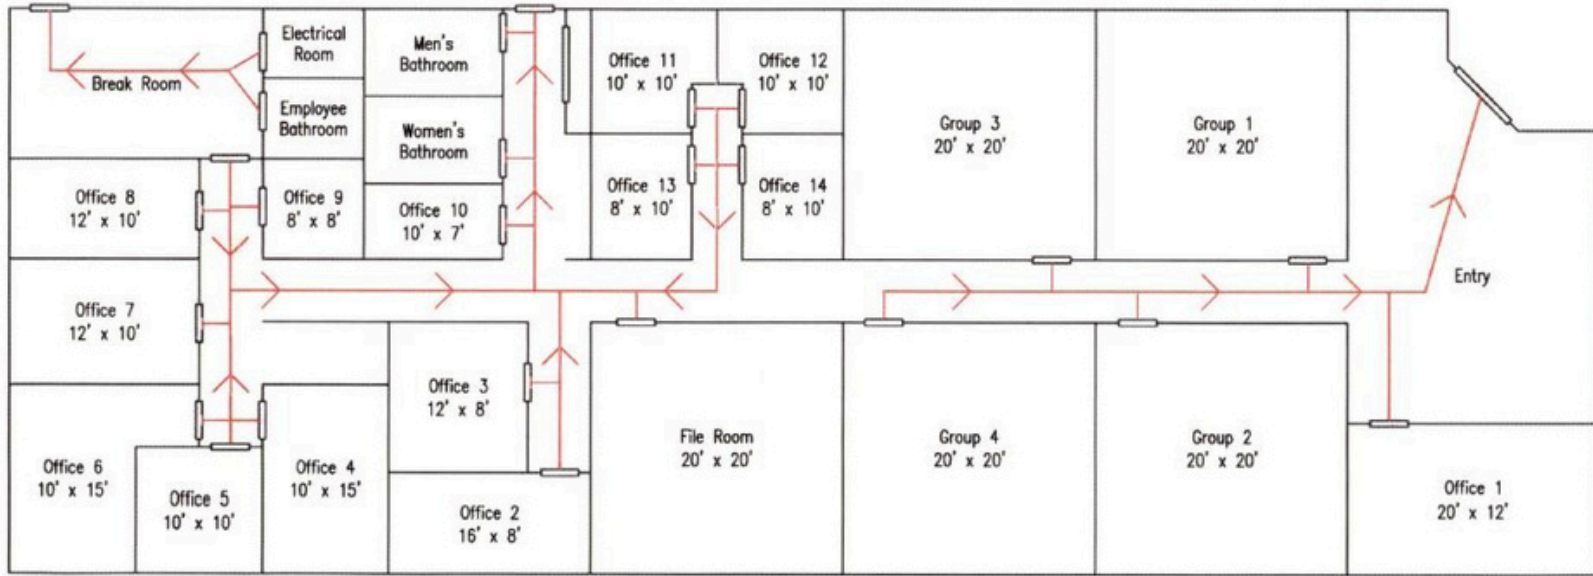 Electrical
Room
Men's
Bathroom
Office 11
10' x 10'
Office 12
10' x 10'
Break Room
Employee
Bathroom
Women's
Bathroom
Group 3
20' x 20'
Group 1
20' x 20'
Office 8
12' x 10'
Office 9
8' x 8'
Office 10
10' x 7'
Office 13
8' x 10'
Office 14
8' x 10'
Entry
Office 7
12' x 10'
Office 3
12' x 8'
File Room
20' x 20'
Group 4
20' x 20'
Group 2
20' x 20'
Office 6
10' x 15'
Office 5
10' x 10'
Office 4
10' x 15'
Office 2
16' x 8'
Office 1
20' x 12'